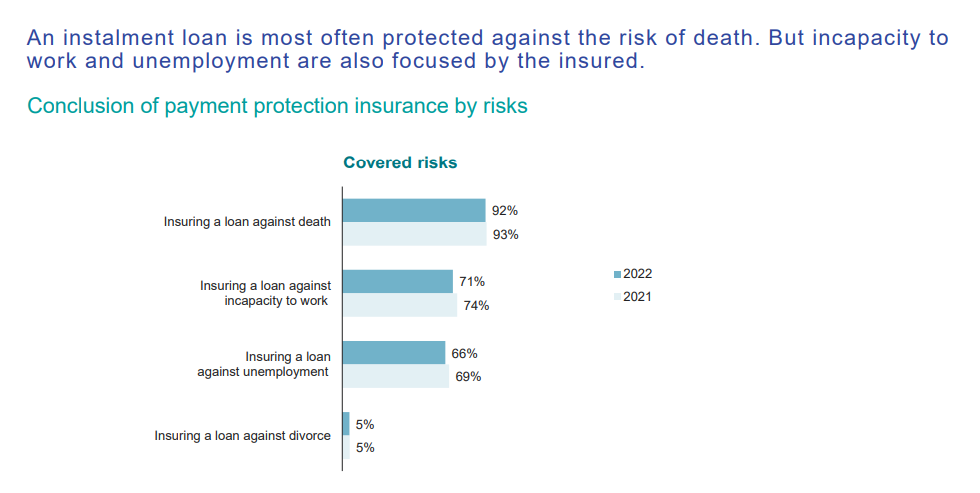 An instalment loan is most often protected against the risk of death. But incapacity to
work and unemployment are also focused by the insured.
Conclusion of payment protection insurance by risks
Covered risks
Insuring a loan against death
92%
93%
Insuring a loan against
incapacity to work
71%
74%
Insuring a loan
against unemployment
66%
69%
Insuring a loan against divorce
5%
5%
2022
2021